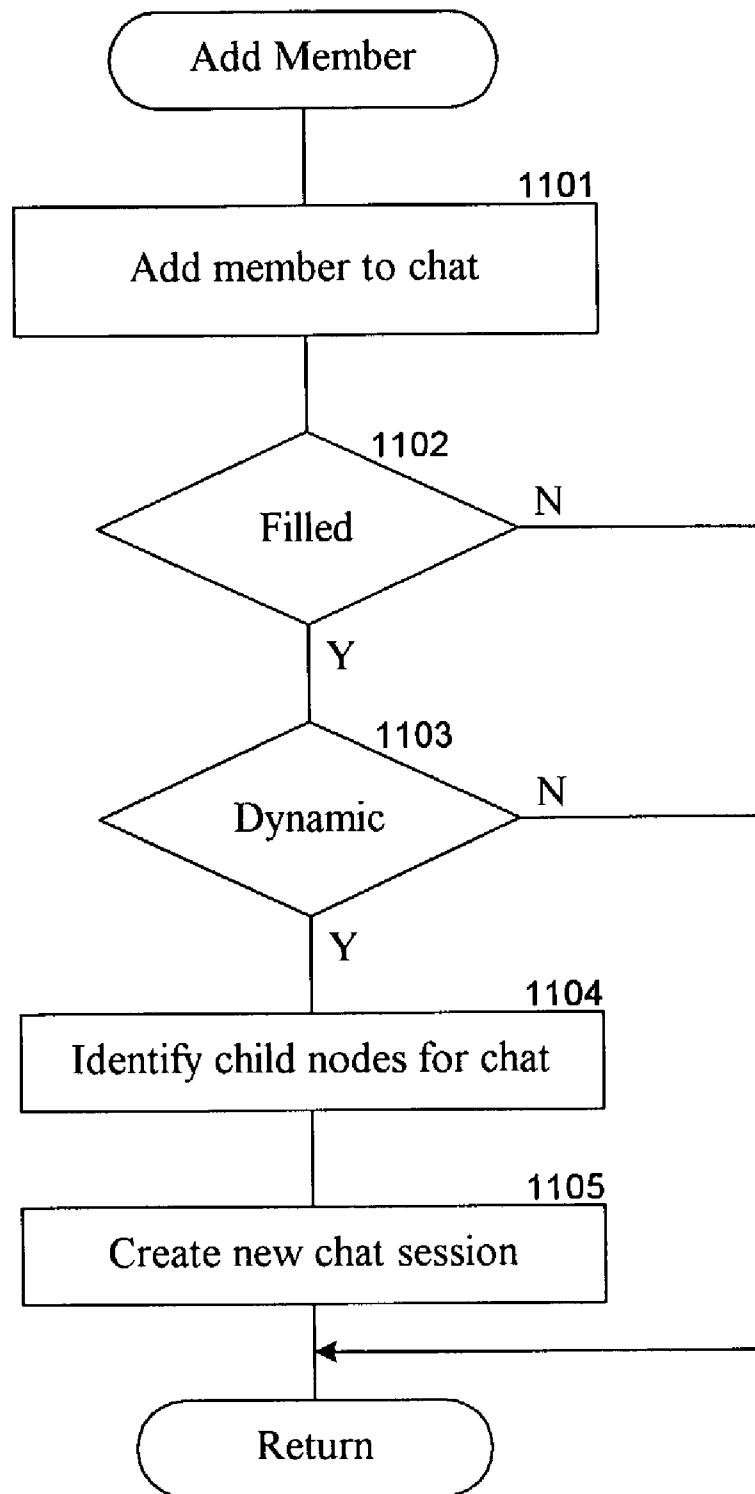 Add Member
1101
Add member to chat
1102
Filled
N
Y
1103
Dynamic
N
Y
1104
Identify child nodes for chat
1105
Create new chat session
Return